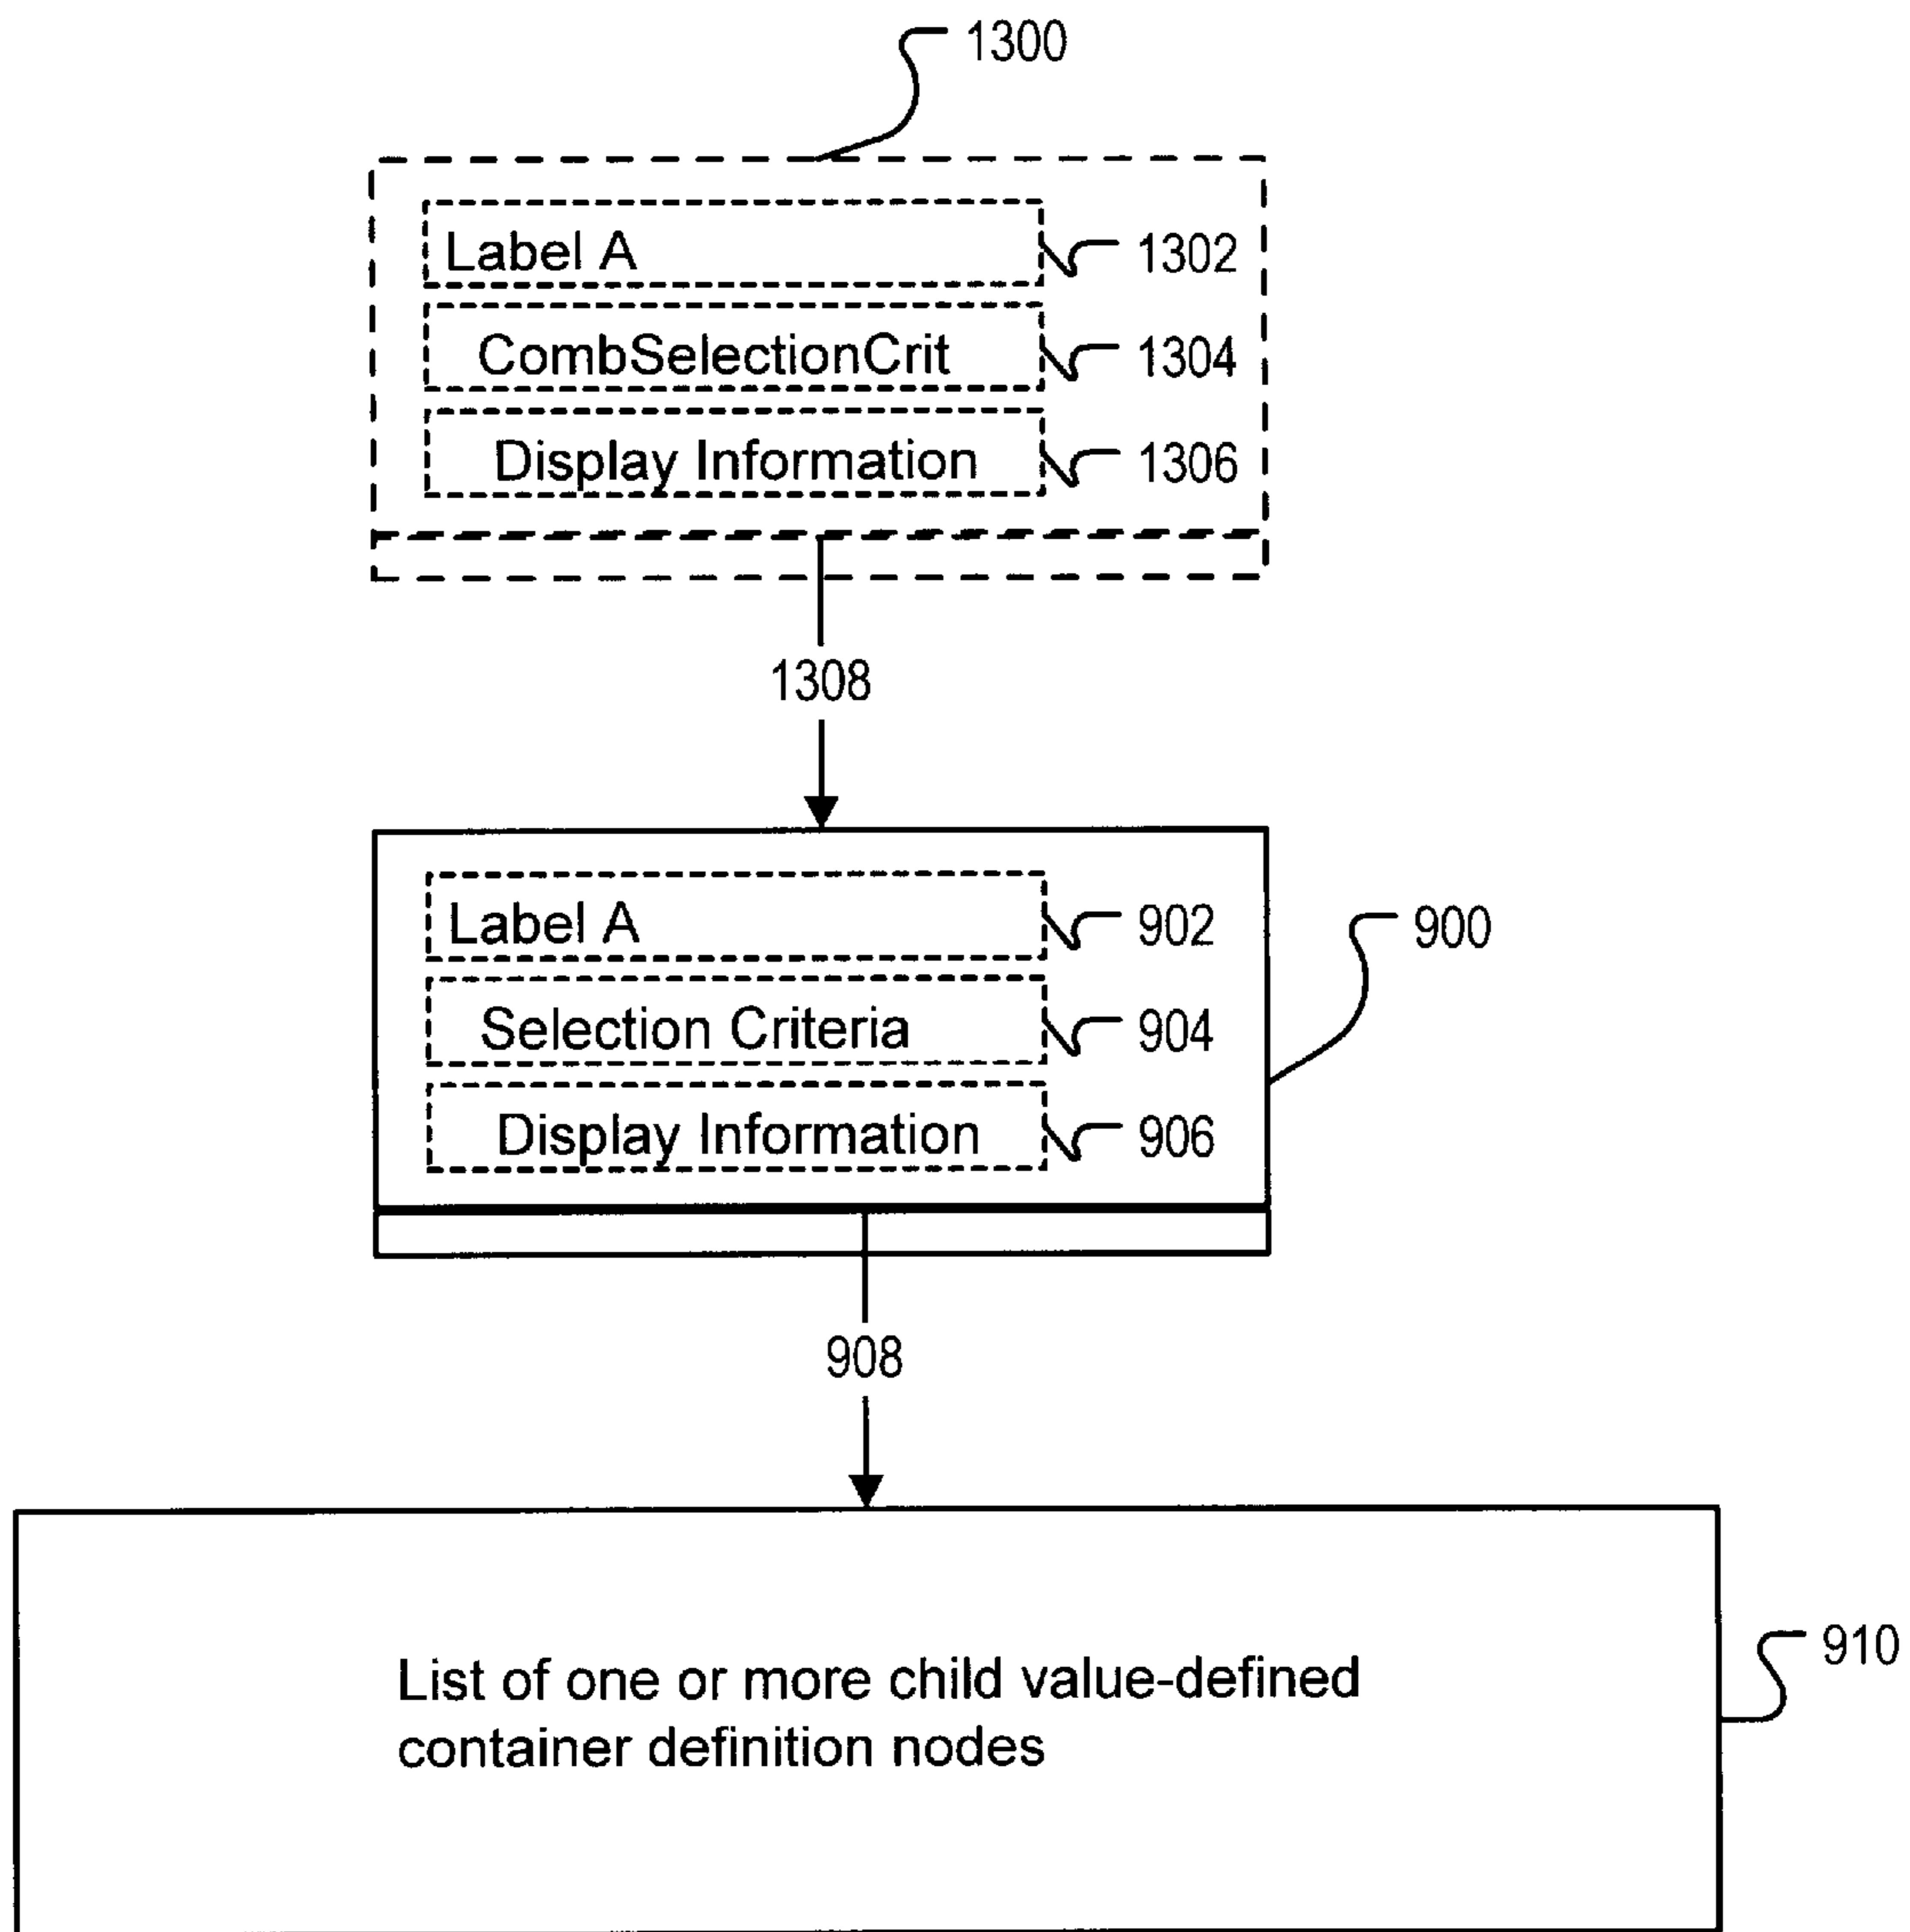 1300
Label A
1302
CombSelectionCrit
1304
Display Information
1306
1308
Label A
902
900
Selection Criteria
904
Display Information
906
908
910
List of one or more child value-defined
container definition nodes